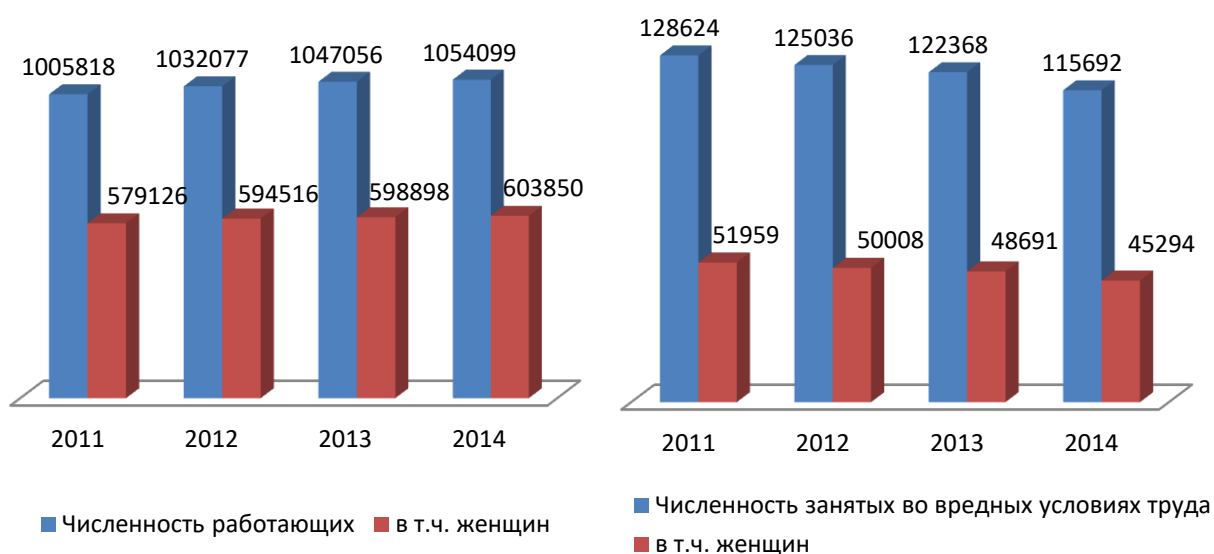 1005818 1032077 1047056 1054099
579126 594516 598898 603850
2011 2012 2013 2014
Численность работающих в т.ч. женщин
128624 125036 122368 115692
51959 50008 48691 45294
2011 2012 2013 2014
Численность занятых во вредных условиях труда
в т.ч. женщин